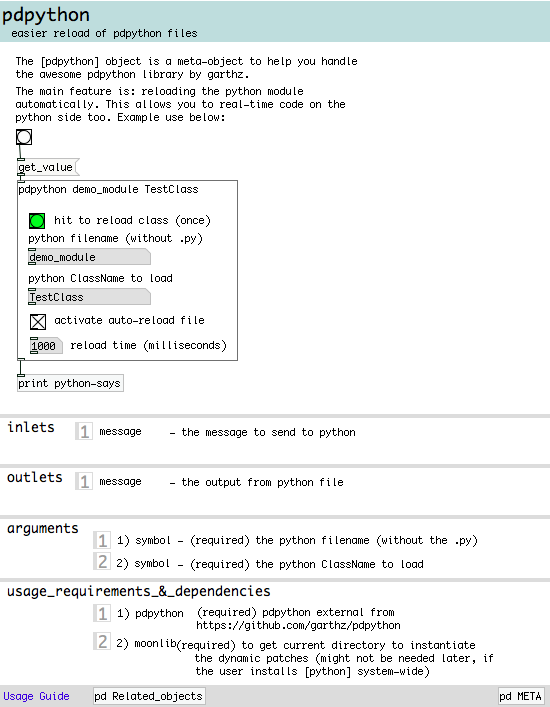 pdpython
easier reload of pdpython files
The [pdpython] object is a meta-object to help you handle
the awesome pdpython library by garthz.
The main feature is: reloading the python module
automatically. This allows you to real-time code on the
python side too. Example use below:
get_value
pdpython demo_module TestClass
hit to reload class (once)
python filename (without .py)
demo_module
python ClassName to load
TestClass
activate auto-reload file
1000 reload time (milliseconds)
print python-says
inlets 1 message - the message to send to python
outlets 1 message - the output from python file
arguments
1 1) symbol - (required) the python filename (without the .py)
2 2) symbol - (required) the python ClassName to load
usage_requirements_&_dependencies
1 1) pdpython (required) pdpython external from
https://github.com/garthz/pdpython
2 2) moonlib(required) to get current directory to instantiate
the dynamic patches (might not be needed later, if
the user installs [python] system-wide)
Usage Guide pd Related_objects pd META